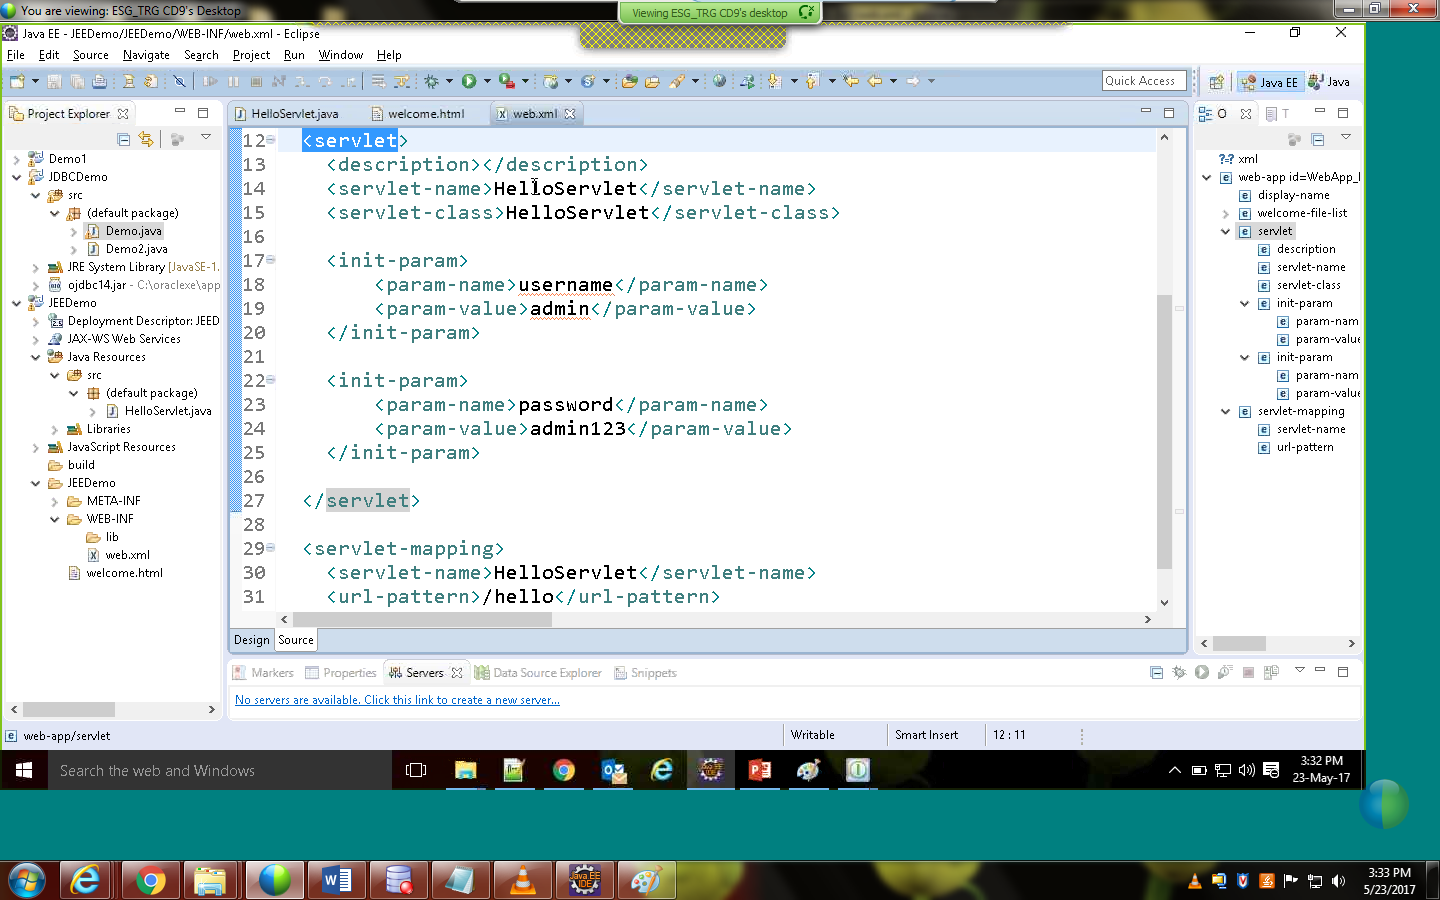 You are viewing: ESG_TRG CD9's Desktop
Viewing ESG_TRG CD9's desktop
Java EE - JEEDemo/JEEDemo/WEB-INF/web.xml - Eclipse
File Edit Source Navigate Search Project Run Window Help
Quick Access
Java EE
Java
Project Explorer
HelloServlet.java
welcome.html
web.xml
O
T
Demo1
JDBCDemo
src
(default package)
Demo.java
Demo2.java
JRE System Library [JavaSE-1.
ojdbc14.jar - C:\oraclexe\app
JEEDemo
Deployment Descriptor: JEED
JAX-WS Web Services
Java Resources
src
(default package)
HelloServlet.java
Libraries
JavaScript Resources
build
JEEDemo
META-INF
WEB-INF
lib
web.xml
welcome.html
12 <servlet>
13 <description></description>
14 <servlet-name>HelloServlet</servlet-name>
15 <servlet-class>HelloServlet</servlet-class>
16
17 <init-param>
18 <param-name>username</param-name>
19 <param-value>admin</param-value>
20 </init-param>
21
22 <init-param>
23 <param-name>password</param-name>
24 <param-value>admin123</param-value>
25 </init-param>
26
27 </servlet>
28
29 <servlet-mapping>
30 <servlet-name>HelloServlet</servlet-name>
31 <url-pattern>/hello</url-pattern>
Design Source
?-? xml
web-app id=WebApp_I
display-name
welcome-file-list
servlet
description
servlet-name
servlet-class
init-param
param-nam
param-value
init-param
param-nam
param-value
servlet-mapping
servlet-name
url-pattern
Markers Properties Servers Data Source Explorer Snippets
No servers are available. Click this link to create a new server...
web-app/servlet
Writable
Smart Insert
12 : 11
Search the web and Windows
3:32 PM
23-May-17
Java EE
IDE
3:33 PM
5/23/2017